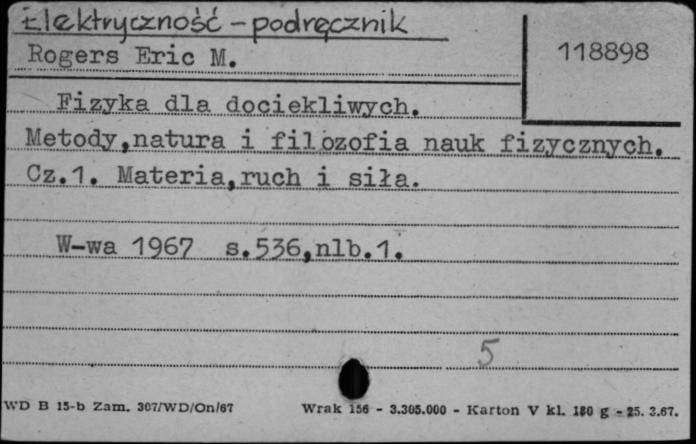 Elektryczność - podręcznik
Rogers Eric M.
118898
Fizyka dla dociekliwych.
Metody,natura i filozofia nauk fizycznych.
Cz.1. Materia,ruch i siła.
W-wa 1967 s.536,nlb.1.
5
WD B 15-b Zam. 307/WD/On/67 Wrak 156 - 3.305.000 - Karton V kl. 180 g - 25. 3.67.